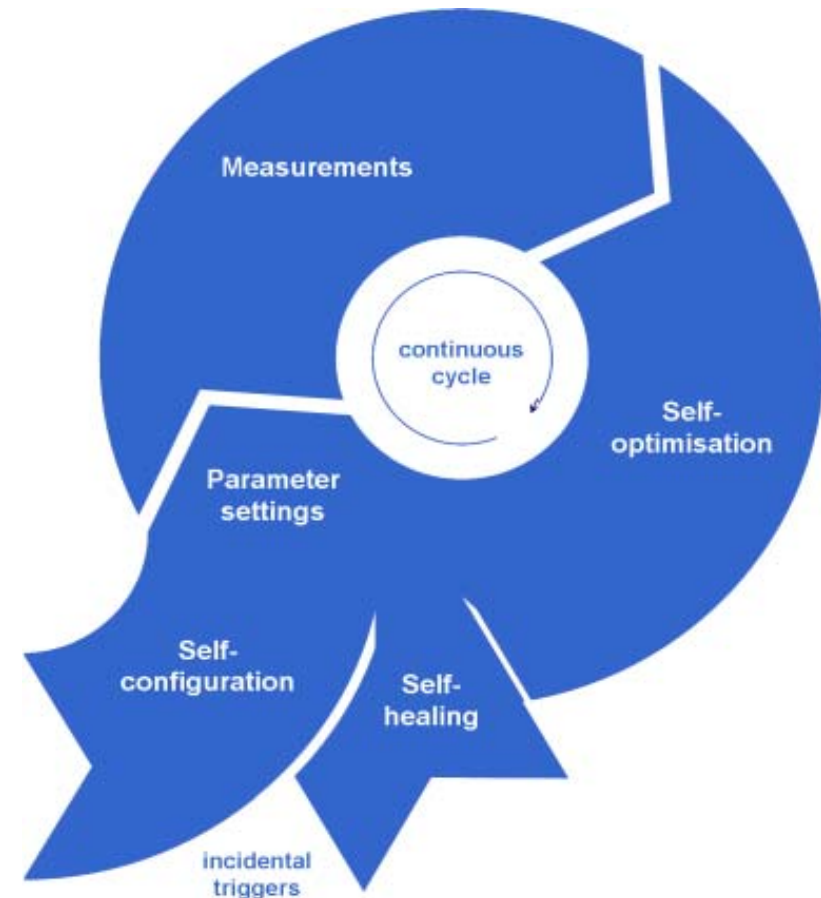 Measurements
continuous
cycle
Self-
optimisation
Parameter
settings
Self-
configuration
Self-
healing
incidental
triggers